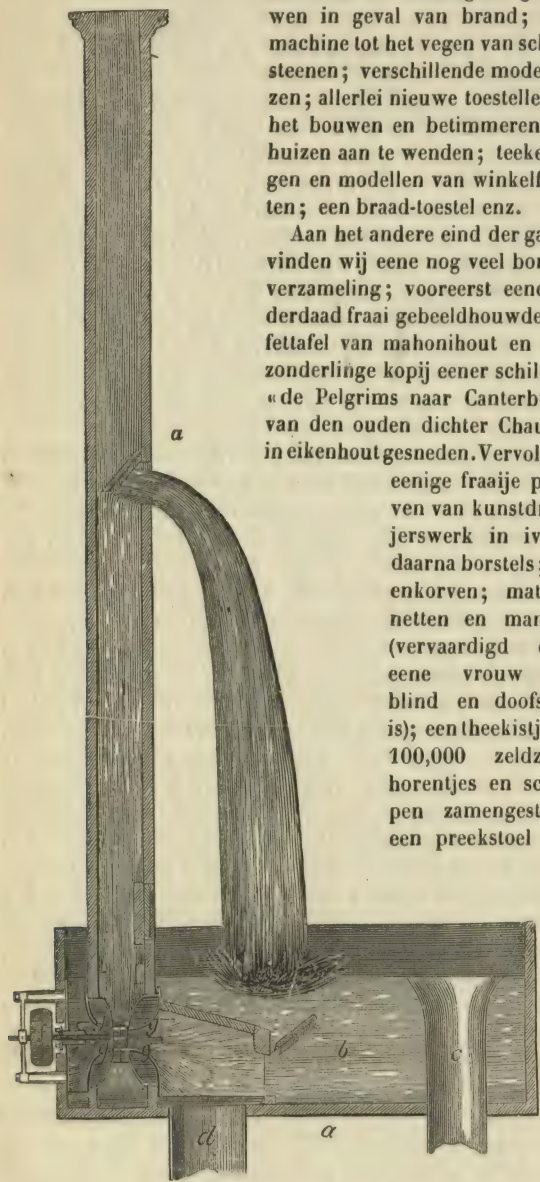 wen in geval van brand;
machine tot het vegen van sch
steenen; verschillende mode
zen; allerlei nieuwe toestelle
het bouwen en betimmeren
huizen aan te wenden; teeke
gen en modellen van winkelf
ten; een braad-toestel enz.
Aan het andere eind der ga
vinden wij eene nog veel bon
verzameling; vooreerst eene
derdaad fraai gebeeldhouwde
fettafel van mahonihout en
zonderlinge kopij eener schil
«de Pelgrims naar Canterb
van den ouden dichter Chau
in eikenhout gesneden. Vervol
eenige fraaije p
ven van kunstdr
jerswerk in iv
daarna borstels;
enkorven; mat
netten en man
(vervaardigd
eene vrouw
blind en doofs
is); een theekistj
100,000 zeldz
horentjes en sc
pen zamengest
een preekstoel
a
b
c
d
a